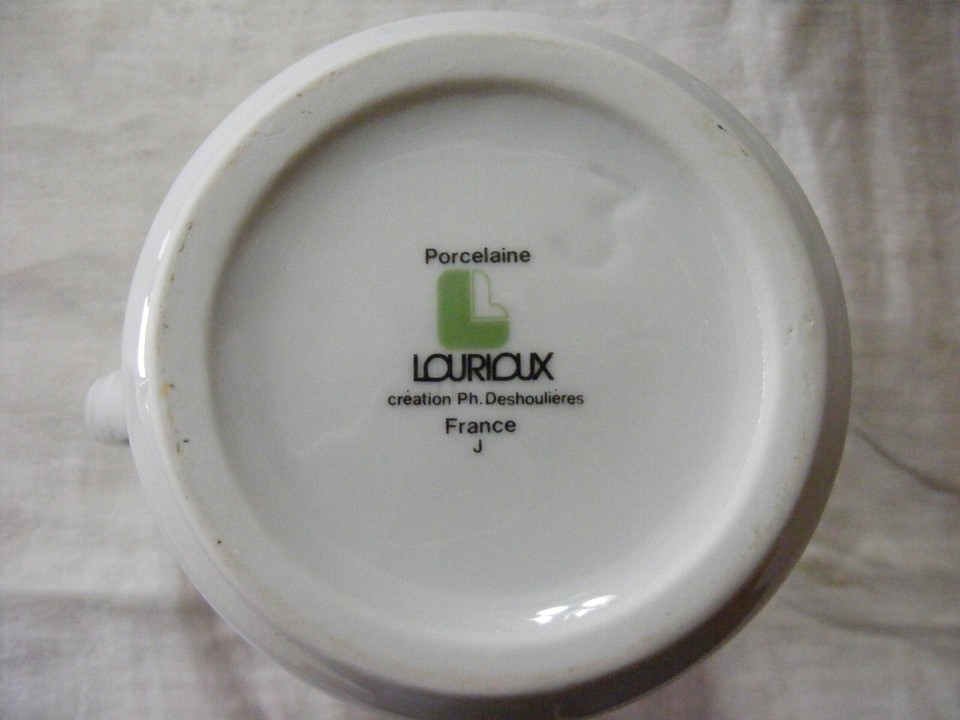 Porcelaine
LOURIOUX
création Ph. Deshoulières
France
J